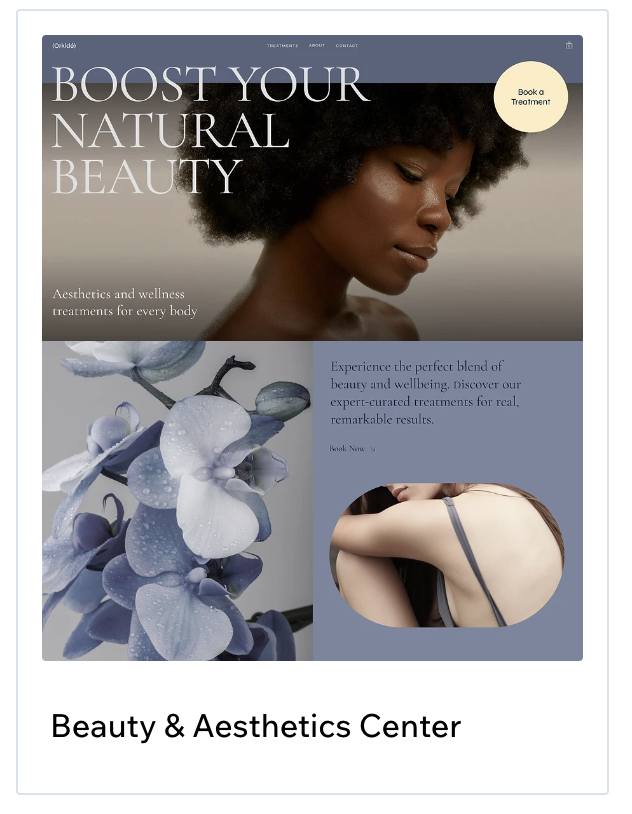 (Orkidé)
TREATMENTS ABOUT CONTACT
BOOST YOUR
NATURAL
BEAUTY
Book a
Treatment
Aesthetics and wellness
treatments for every body
Experience the perfect blend of
beauty and wellbeing. Discover our
expert-curated treatments for real,
remarkable results.
Book Now
Beauty & Aesthetics Center